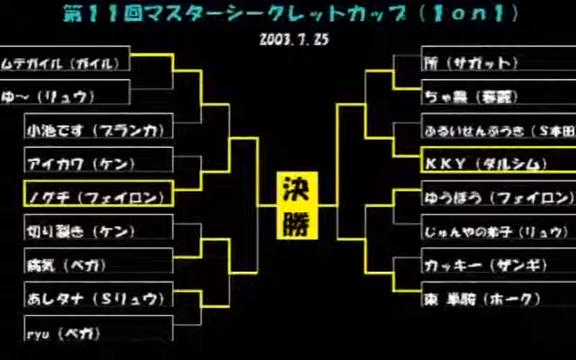 第11回マスターシークレットカップ(1on1)
2003.7.25
ムテガイル(ガイル)
ゆ〜(リュウ)
小池です(ブランカ)
アイカワ(ケン)
ノグチ(フェイロン)
切り裂き(ケン)
病気(ベガ)
あしタナ(Sリュウ)
ryu(ベガ)
決勝
所(サガット)
ちゃ黒(春麗)
ふるいせんぷうき(S本田
KKY(ダルシム)
ゆうぼう(フェイロン)
じゅんやの弟子(リュウ)
カッキー(ザンギ)
東 単騎(ホーク)